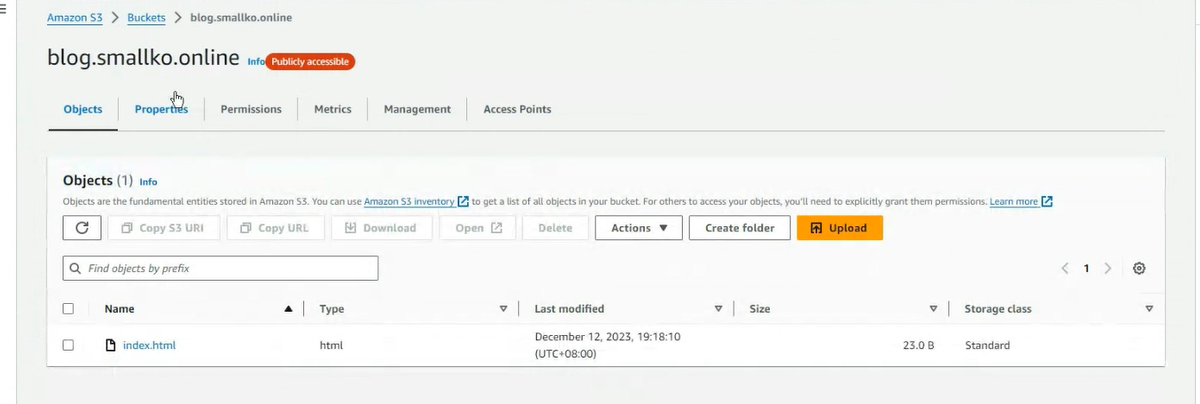 Amazon S3 > Buckets > blog.smallko.online
blog.smallko.online Info Publicly accessible
Objects Properties Permissions Metrics Management Access Points
Objects (1) Info
Objects are the fundamental entities stored in Amazon S3. You can use Amazon S3 inventory to get a list of all objects in your bucket. For others to access your objects, you'll need to explicitly grant them permissions. Learn more
Copy S3 URI Copy URL Download Open Delete Actions Create folder Upload
Find objects by prefix 1
Name Type Last modified Size Storage class
index.html html December 12, 2023, 19:18:10 23.0 B Standard
(UTC+08:00)